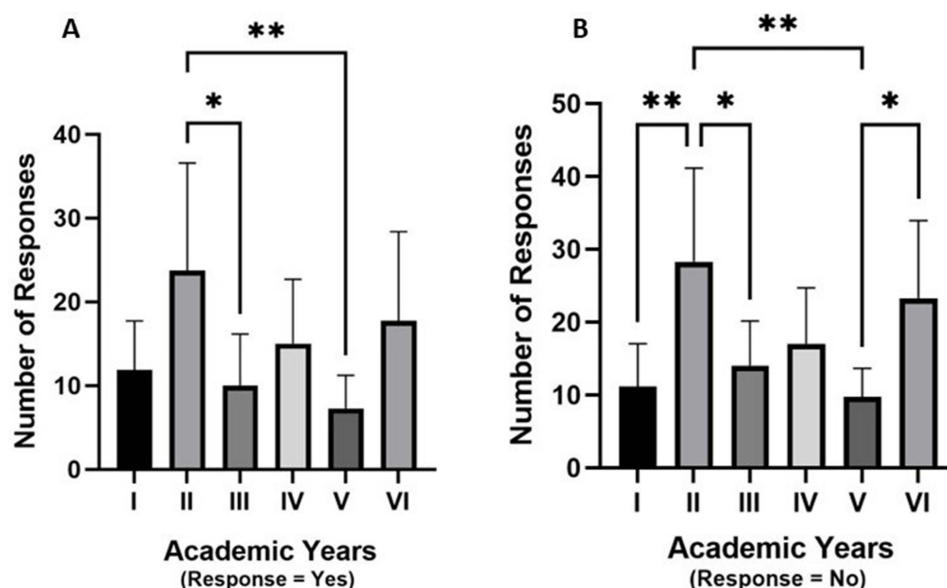 A
**
*
40
30
20
10
0
Number of Responses
I II III IV V VI
Academic Years
(Response = Yes)
B
**
** * *
50
40
30
20
10
0
Number of Responses
I II III IV V VI
Academic Years
(Response = No)